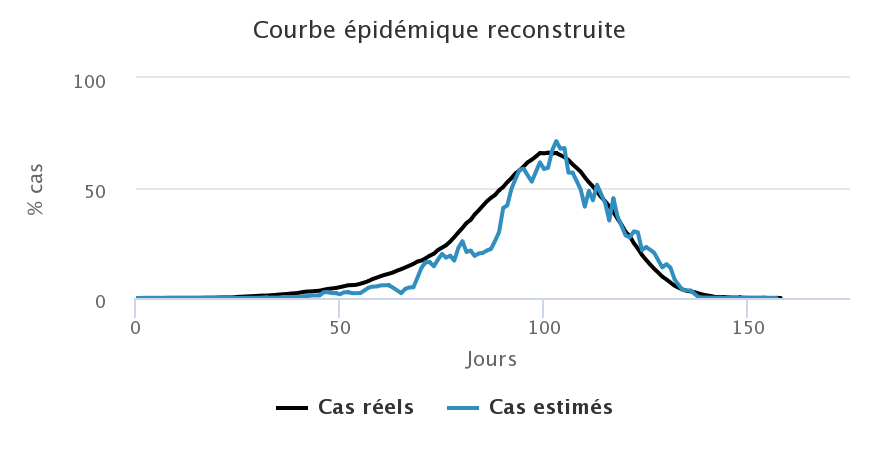 Courbe épidémique reconstruite
100
50
0
% cas
0 50 100 150
Jours
Cas réels Cas estimés